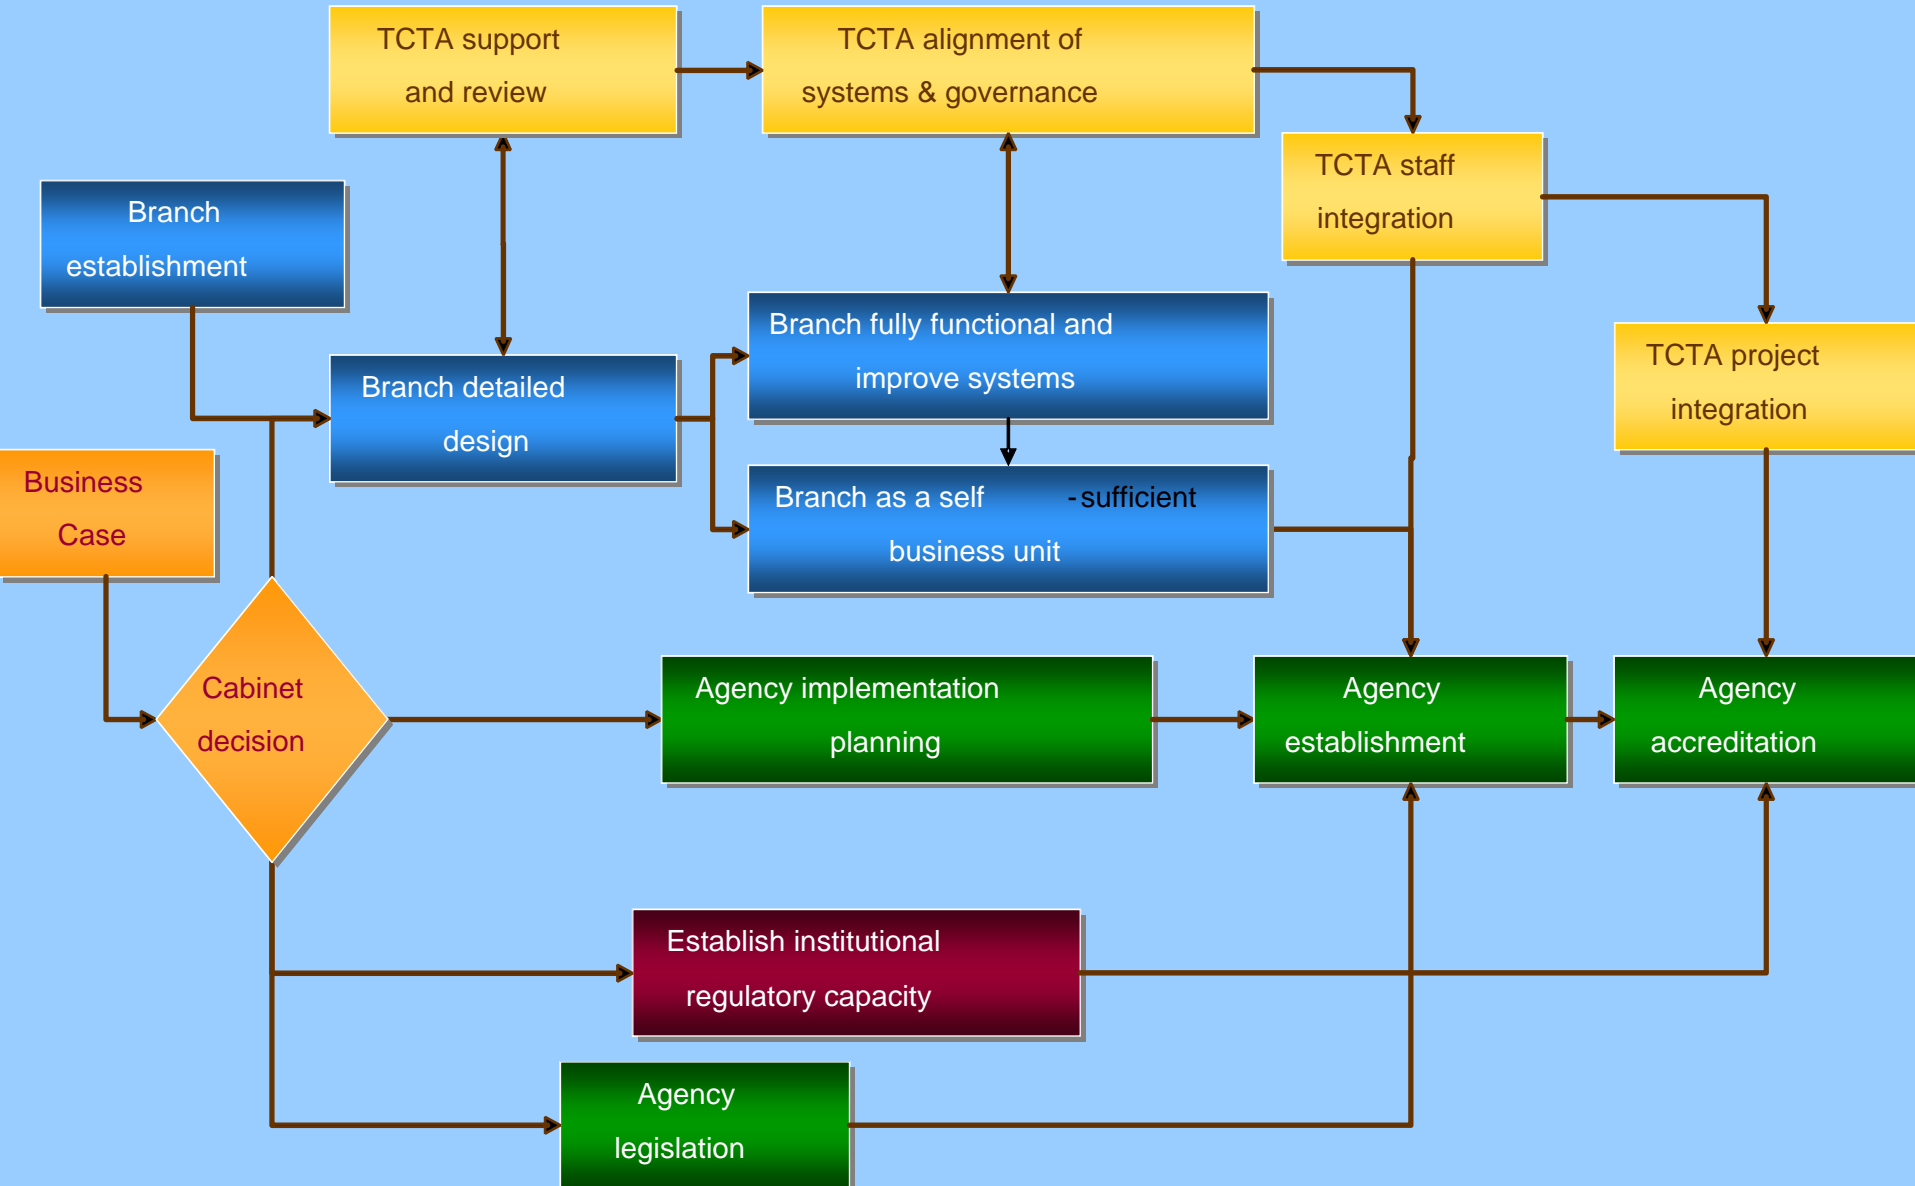 TCTA support
and review
TCTA alignment of
systems & governance
TCTA staff
integration
Branch
establishment
Branch fully functional and
improve systems
TCTA project
integration
Branch detailed
design
Business
Case
Branch as a self -sufficient
business unit
Cabinet
decision
Agency implementation
planning
Agency
establishment
Agency
accreditation
Establish institutional
regulatory capacity
Agency
legislation